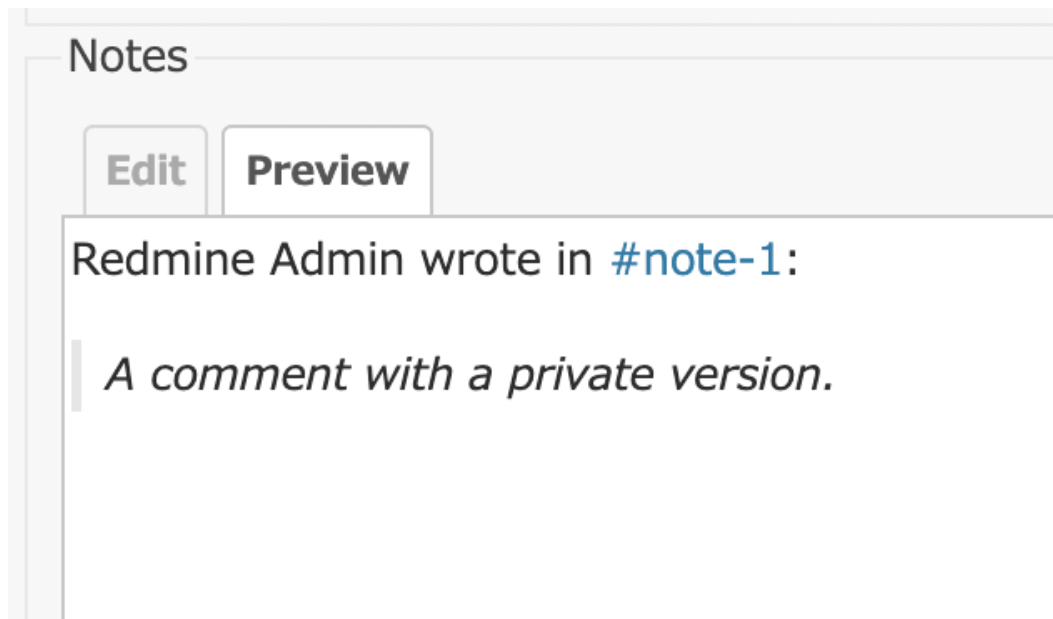 Notes
Edit Preview
Redmine Admin wrote in #note-1:
A comment with a private version.